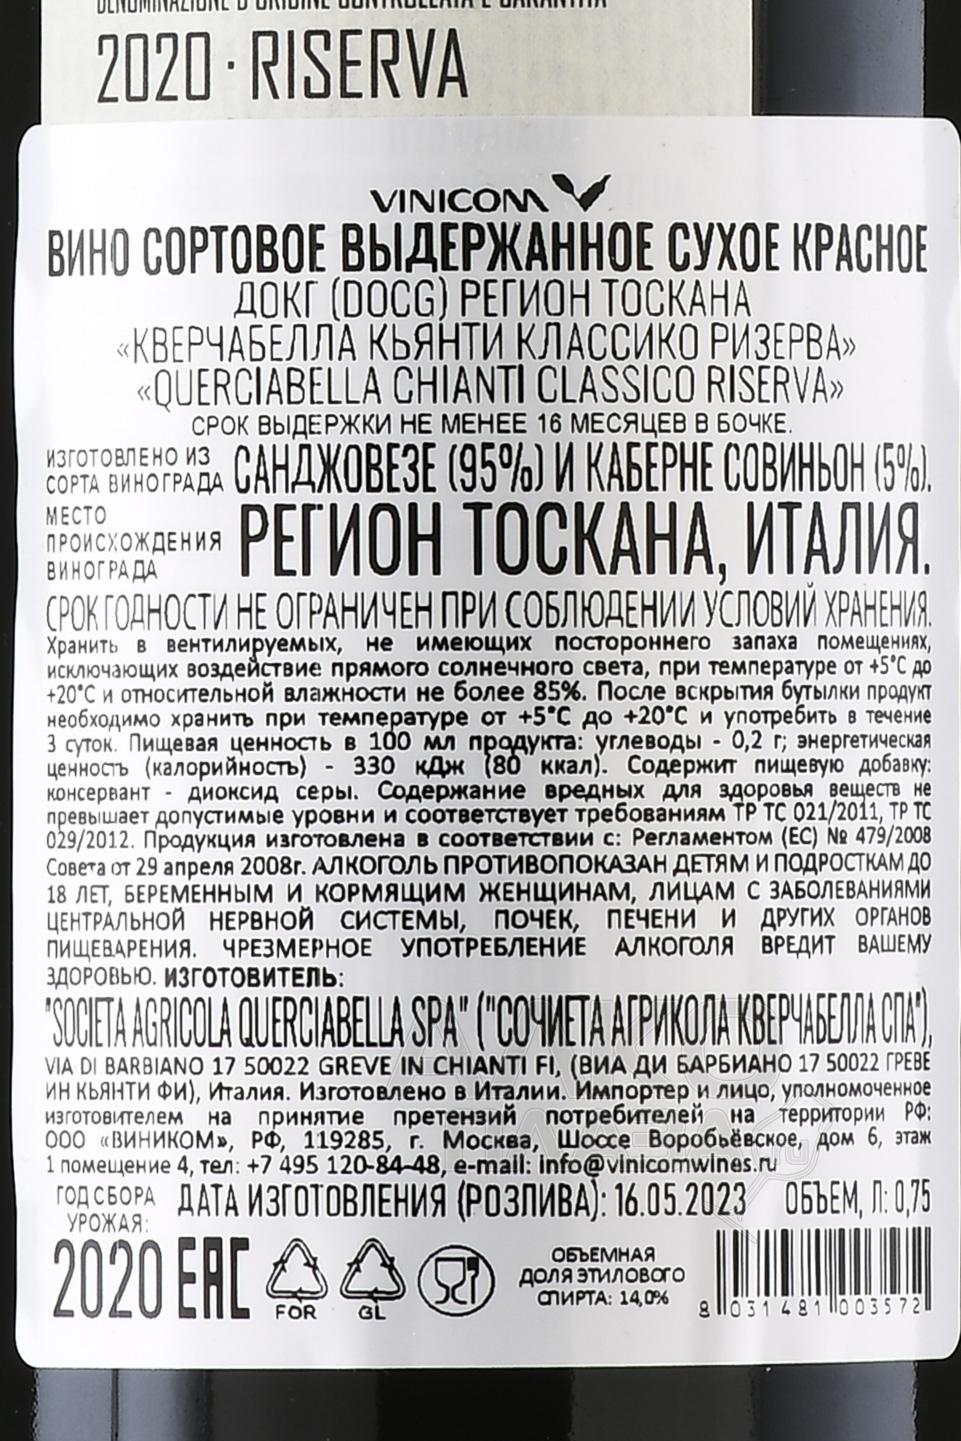 DENOMINAZIONE D'ORIGINE CONTROLLATA E GARANTITA
2020 · RISERVA
VINICOM
ВИНО СОРТОВОЕ ВЫДЕРЖАННОЕ СУХОЕ КРАСНОЕ
ДОКГ (DOCG) РЕГИОН ТОСКАНА
«КВЕРЧАБЕЛЛА КЬЯНТИ КЛАССИКО РИЗЕРВА»
«QUERCIABELLA CHIANTI CLASSICO RISERVA»
СРОК ВЫДЕРЖКИ НЕ МЕНЕЕ 16 МЕСЯЦЕВ В БОЧКЕ.
ИЗГОТОВЛЕНО ИЗ
СОРТА ВИНОГРАДА САНДЖОВЕЗЕ (95%) И КАБЕРНЕ СОВИНЬОН (5%).
МЕСТО
ПРОИСХОЖДЕНИЯ
ВИНОГРАДА РЕГИОН ТОСКАНА, ИТАЛИЯ.
СРОК ГОДНОСТИ НЕ ОГРАНИЧЕН ПРИ СОБЛЮДЕНИИ УСЛОВИЙ ХРАНЕНИЯ.
Хранить в вентилируемых, не имеющих постороннего запаха помещениях,
исключающих воздействие прямого солнечного света, при температуре от +5°С до
+20°С и относительной влажности не более 85%. После вскрытия бутылки продукт
необходимо хранить при температуре от +5°С до +20°С и употребить в течение
3 суток. Пищевая ценность в 100 мл продукта: углеводы - 0,2 г; энергетическая
ценность (калорийность) - 330 кДж (80 ккал). Содержит пищевую добавку:
консервант - диоксид серы. Содержание вредных для здоровья веществ не
превышает допустимые уровни и соответствует требованиям ТР ТС 021/2011, ТР ТС
029/2012. Продукция изготовлена в соответствии с: Регламентом (ЕС) № 479/2008
Совета от 29 апреля 2008г. АЛКОГОЛЬ ПРОТИВОПОКАЗАН ДЕТЯМ И ПОДРОСТКАМ ДО
18 ЛЕТ, БЕРЕМЕННЫМ И КОРМЯЩИМ ЖЕНЩИНАМ, ЛИЦАМ С ЗАБОЛЕВАНИЯМИ
ЦЕНТРАЛЬНОЙ НЕРВНОЙ СИСТЕМЫ, ПОЧЕК, ПЕЧЕНИ И ДРУГИХ ОРГАНОВ
ПИЩЕВАРЕНИЯ. ЧРЕЗМЕРНОЕ УПОТРЕБЛЕНИЕ АЛКОГОЛЯ ВРЕДИТ ВАШЕМУ
ЗДОРОВЬЮ. ИЗГОТОВИТЕЛЬ:
"SOCIETA AGRICOLA QUERCIABELLA SPA" ("СОЧИЕТА АГРИКОЛА КВЕРЧАБЕЛЛА СПА"),
VIA DI BARBIANO 17 50022 GREVE IN CHIANTI FI, (ВИА ДИ БАРБИАНО 17 50022 ГРЕВЕ
ИН КЬЯНТИ ФИ), Италия. Изготовлено в Италии. Импортер и лицо, уполномоченное
изготовителем на принятие претензий потребителей на территории РФ:
ООО «ВИНИКОМ», РФ, 119285, г. Москва, Шоссе Воробьёвское, дом 6, этаж
1 помещение 4, тел: +7 495 120-84-48, e-mail: info@vinicomwines.ru
ГОД СБОРА
УРОЖАЯ: ДАТА ИЗГОТОВЛЕНИЯ (РОЗЛИВА): 16.05.2023 ОБЪЕМ, Л: 0,75
2020 EAC
FOR GL
ОБЪЕМНАЯ
ДОЛЯ ЭТИЛОВОГО
СПИРТА: 14,0%
8 031481 003572